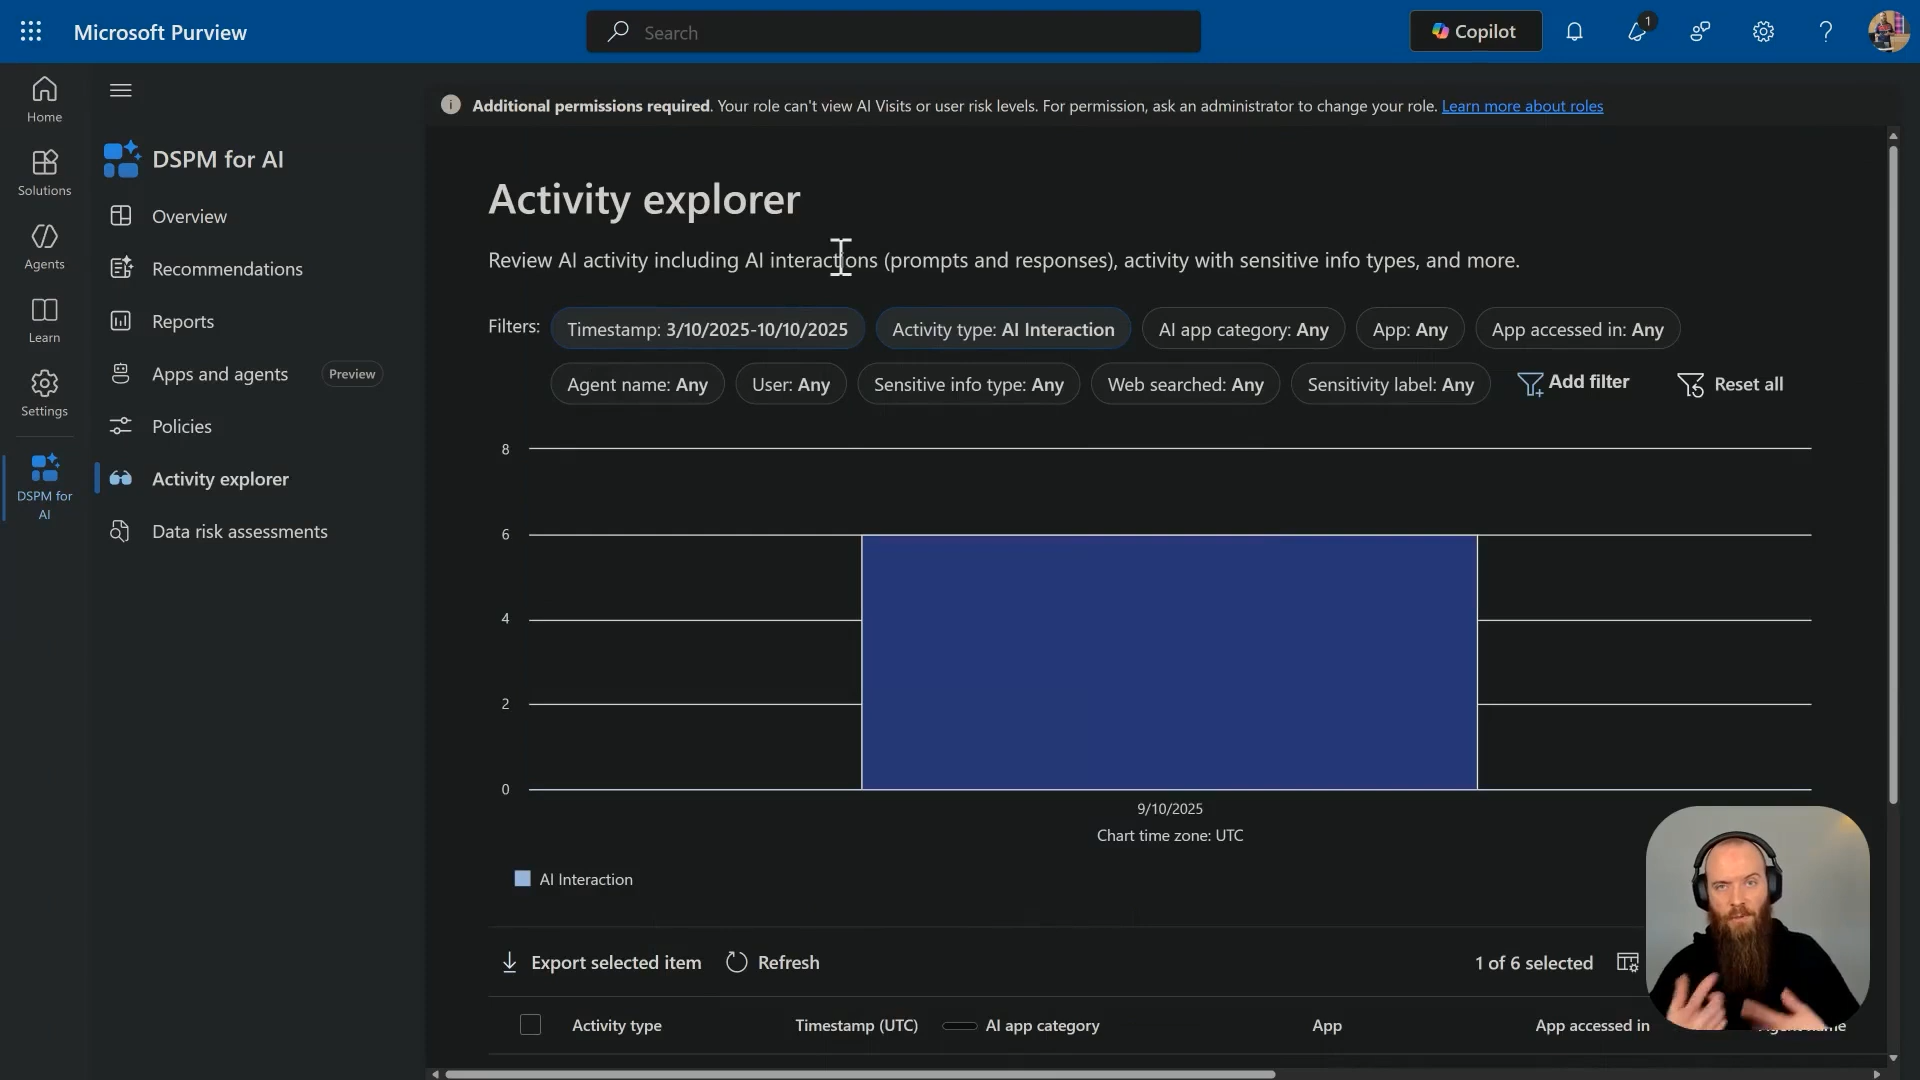 Microsoft Purview
Search
Copilot
1
Home
Solutions
Agents
Learn
Settings
DSPM for
AI
DSPM for AI
Overview
Recommendations
Reports
Apps and agents
Preview
Policies
Activity explorer
Data risk assessments
Additional permissions required. Your role can't view AI Visits or user risk levels. For permission, ask an administrator to change your role. Learn more about roles
Activity explorer
Review AI activity including AI interactions (prompts and responses), activity with sensitive info types, and more.
Filters: Timestamp: 3/10/2025-10/10/2025 Activity type: AI Interaction AI app category: Any App: Any App accessed in: Any
Agent name: Any User: Any Sensitive info type: Any Web searched: Any Sensitivity label: Any Add filter Reset all
8
6
4
2
0
9/10/2025
Chart time zone: UTC
AI Interaction
Export selected item Refresh 1 of 6 selected
Activity type Timestamp (UTC) AI app category App App accessed in Agent name